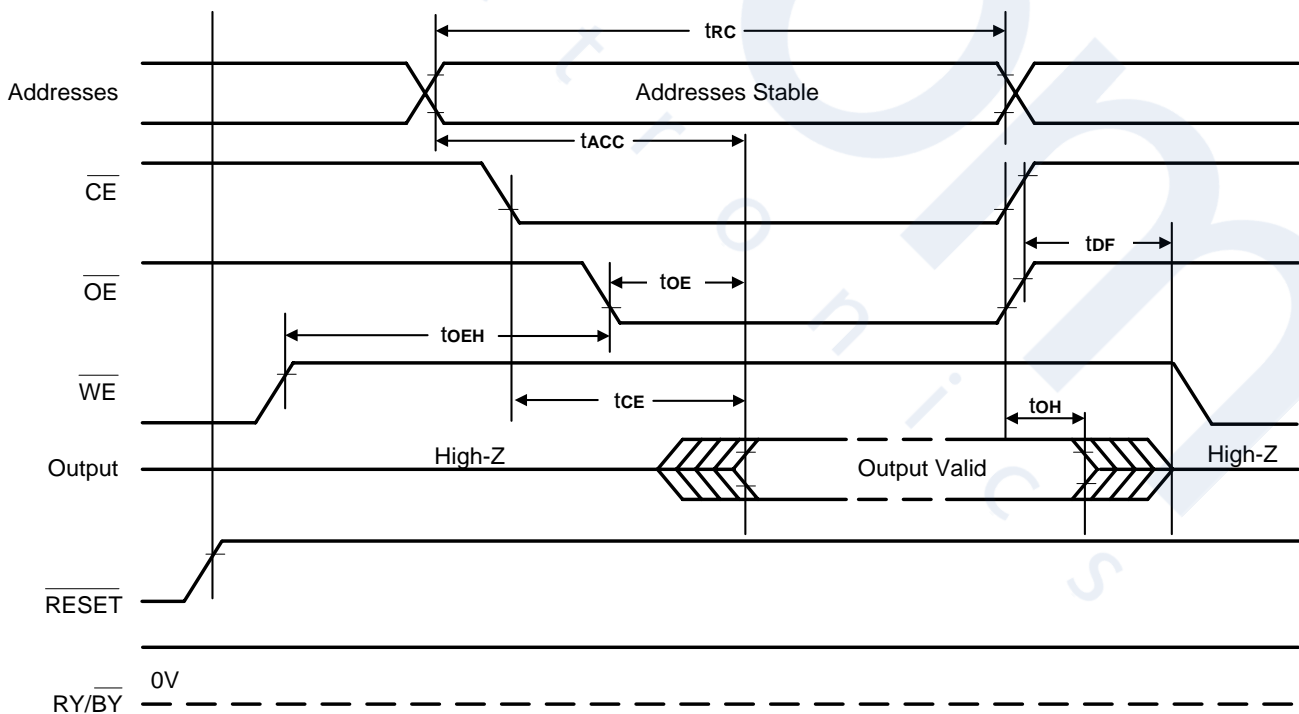 tRC
Addresses
Addresses Stable
tACC
CE
tDF
OE
tOE
tOEH
WE
tCE
tOH
Output
High-Z
Output Valid
High-Z
RESET
0V
RY/BY
om
t r o n i c s